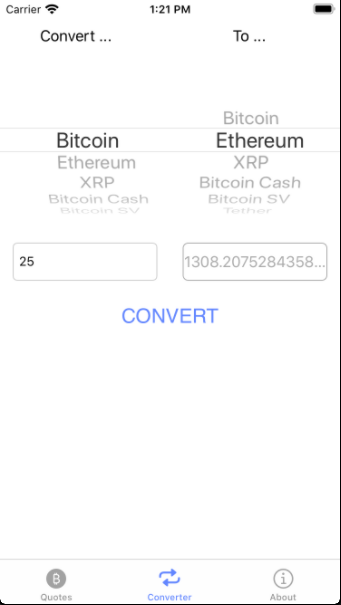 Carrier 1:21 PM
Convert ... To ...
Bitcoin
Bitcoin Ethereum
Ethereum XRP
XRP Bitcoin Cash
Bitcoin Cash Bitcoin SV
Bitcoin SV Tether
25 1308.2075284358...
CONVERT
Quotes Converter About